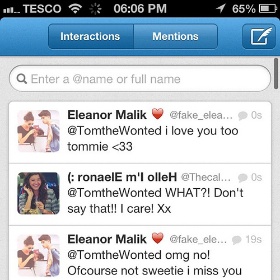 TESCO 06:06 PM 65%
Interactions Mentions
Enter a @name or full name
Eleanor Malik @fake_elea... 0s
@TomtheWonted i love you too
tommie <33
(: ronaelE m'I olleH @Thecal... 0s
@TomtheWonted WHAT?! Don't
say that!! I care! Xx
Eleanor Malik @fake_ele... 19s
@TomtheWonted omg no!
Ofcourse not sweetie i miss you